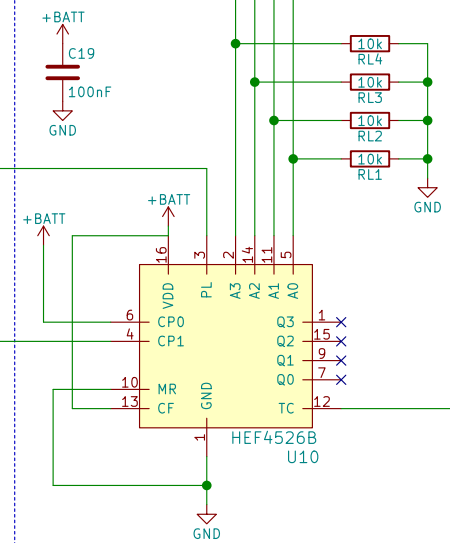 +BATT
C19
100nF
GND
10k
RL4
10k
RL3
10k
RL2
10k
RL1
GND
+BATT
+BATT
16
3
2
14
11
5
VDD
PL
A3
A2
A1
A0
6
CP0
4
CP1
10
MR
13
CF
GND
Q3
1
Q2
15
Q1
9
Q0
7
TC
12
1
HEF4526B
U10
GND